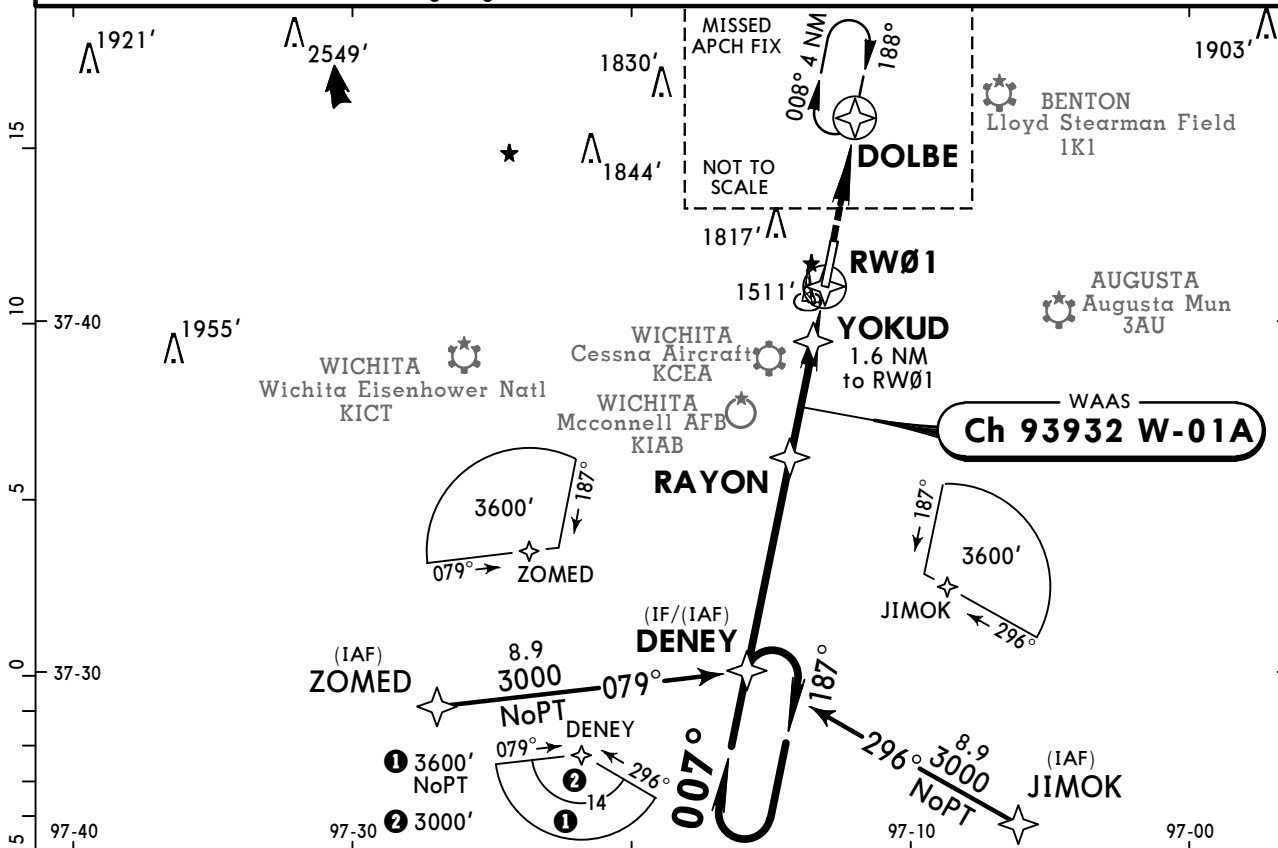 1921'
2549'
1830'
MISSED
APCH FIX
008° 4 NM
188°
1903'
BENTON
Lloyd Stearman Field
1K1
15
1844'
DOLBE
NOT TO
SCALE
1817'
RWØ1
1511'
AUGUSTA
Augusta Mun
3AU
10
37-40
1955'
YOKUD
1.6 NM
to RWØ1
WICHITA
Cessna Aircraft
KCEA
WICHITA
Wichita Eisenhower Natl
KICT
WICHITA
Mcconnell AFB
KIAB
WAAS
Ch 93932 W-01A
RAYON
5
3600'
187°
079°
ZOMED
187°
3600'
JIMOK
296°
(IF/(IAF)
DENEY
0
37-30
(IAF)
ZOMED
8.9
3000
NoPT
079°
187°
296°
8.9
3000
NoPT
(IAF)
JIMOK
DENEY
079°
296°
1 3600'
NoPT
2 3000'
2
14
1
007°
5
97-40
97-30
97-10
97-00